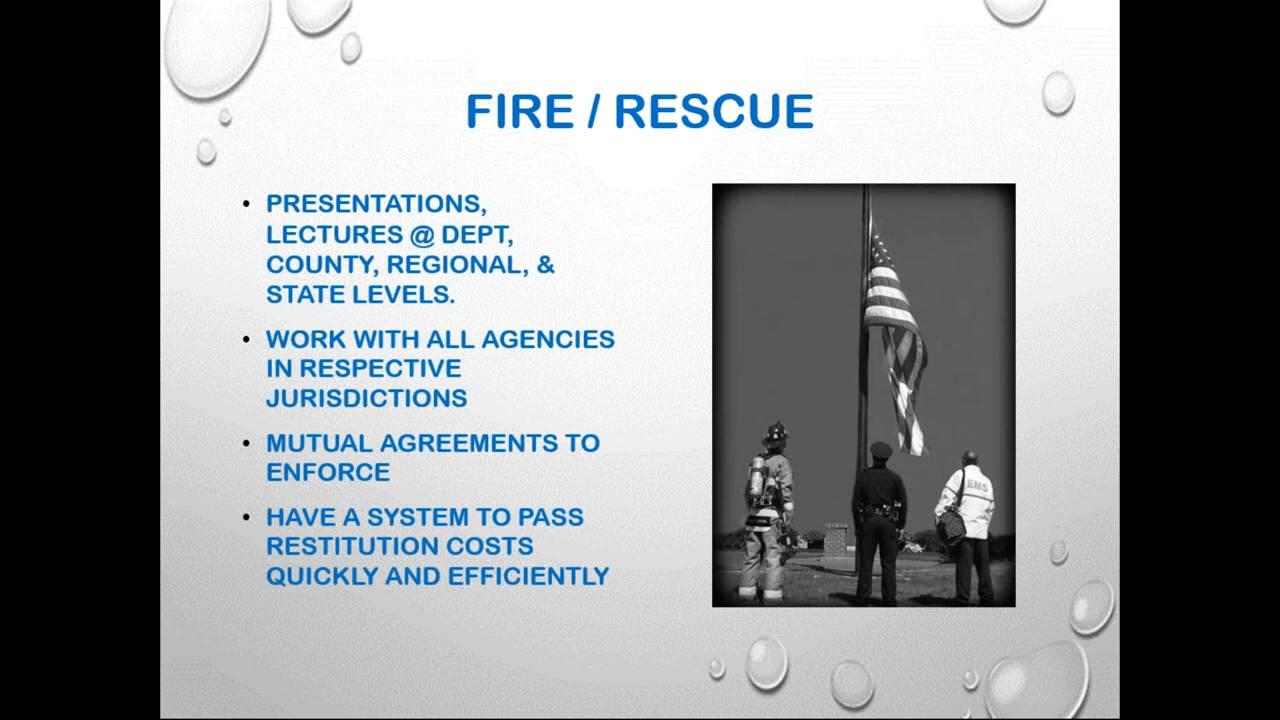 FIRE / RESCUE
• PRESENTATIONS,
LECTURES @ DEPT,
COUNTY, REGIONAL, &
STATE LEVELS.
• WORK WITH ALL AGENCIES
IN RESPECTIVE
JURISDICTIONS
• MUTUAL AGREEMENTS TO
ENFORCE
• HAVE A SYSTEM TO PASS
RESTITUTION COSTS
QUICKLY AND EFFICIENTLY
EMS